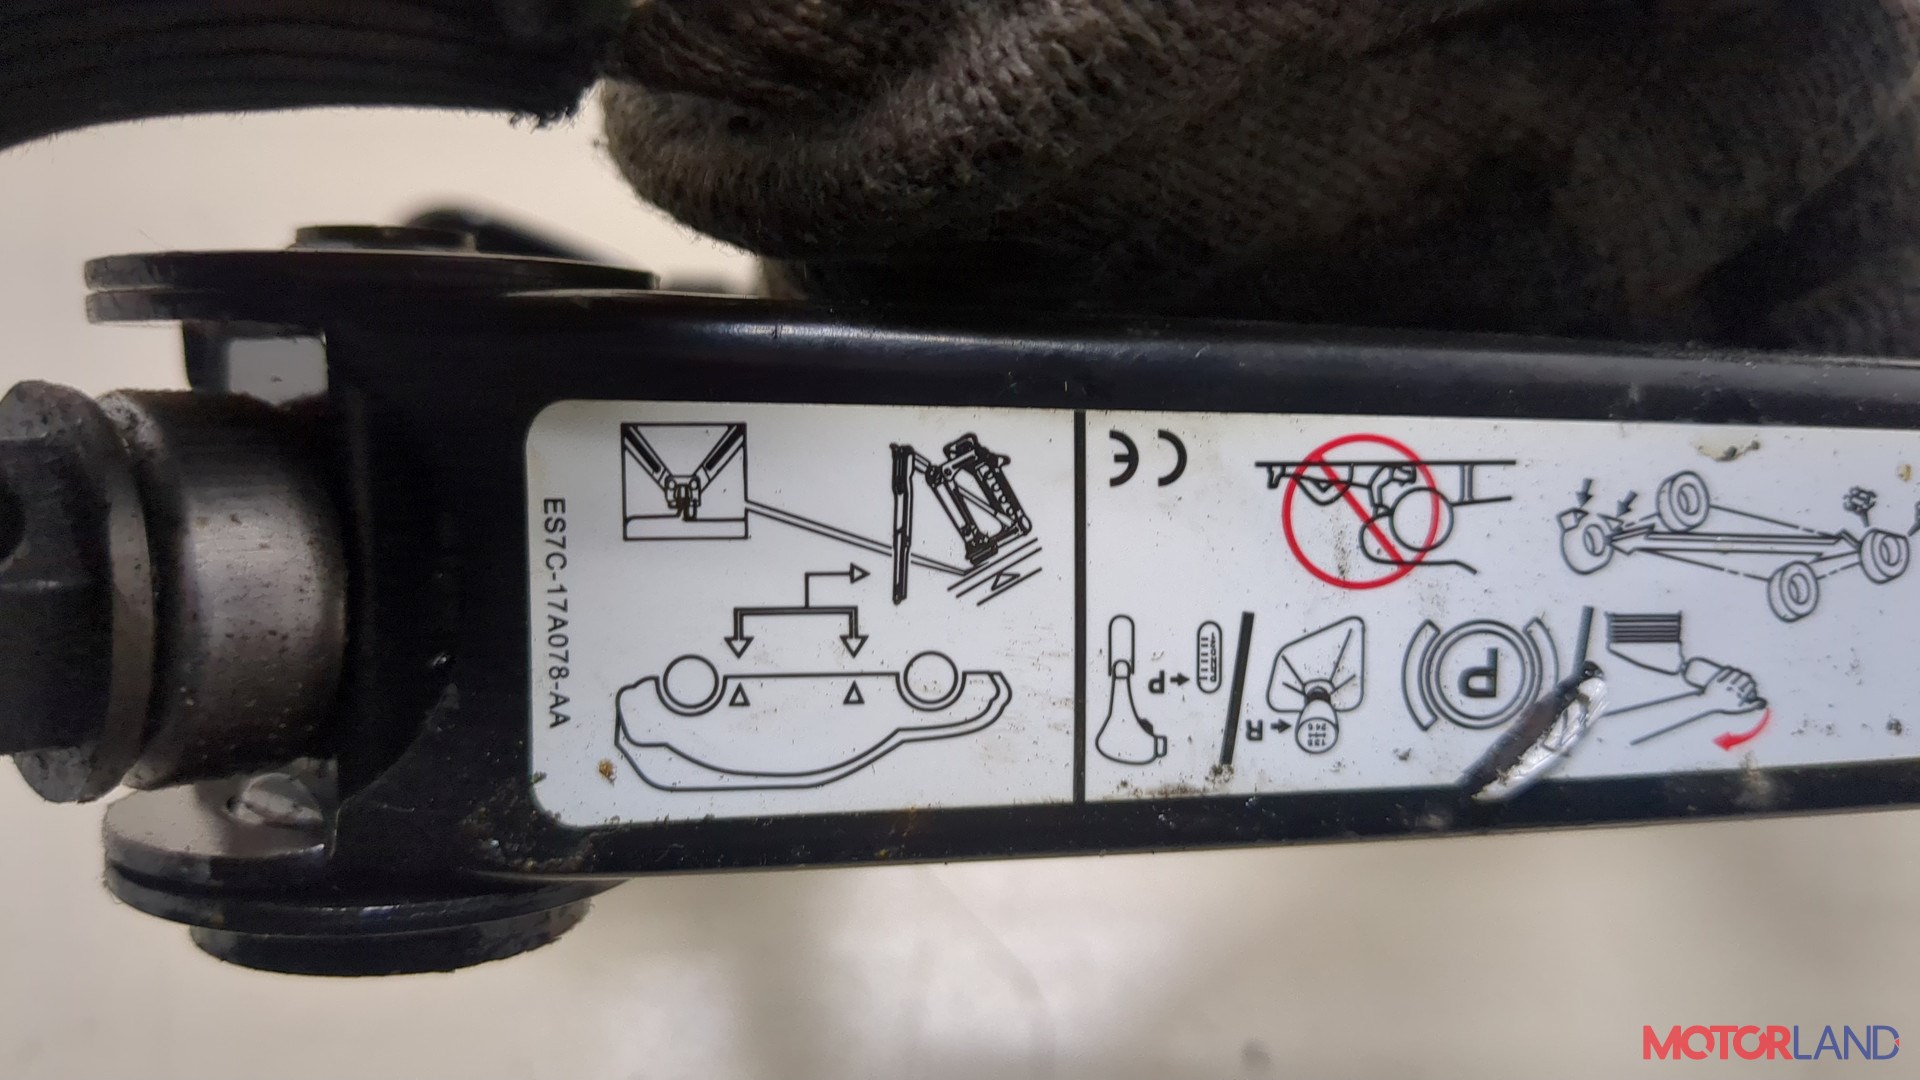 ES7C-17A078-AA
CE
P
R
P
MOTORLAND